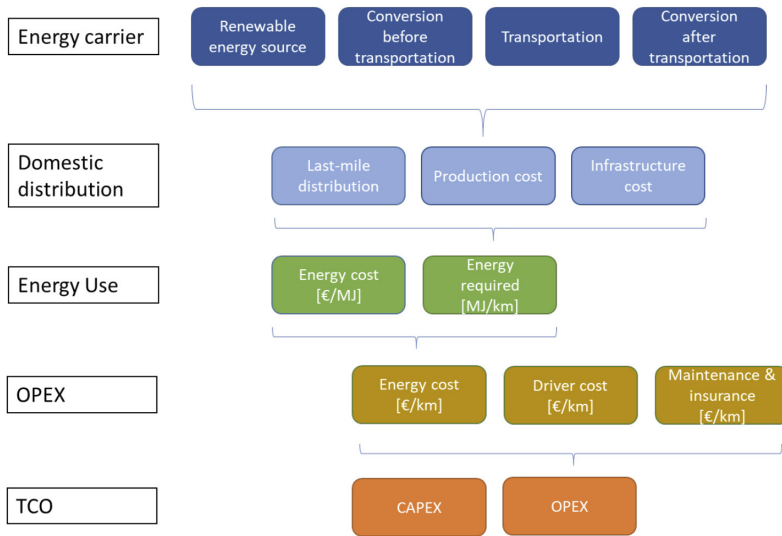 Energy carrier
Renewable
energy source
Conversion
before
transportation
Transportation
Conversion
after
transportation
Domestic
distribution
Last-mile
distribution
Production cost
Infrastructure
cost
Energy Use
Energy cost
[€/MJ]
Energy
required
[MJ/km]
OPEX
Energy cost
[€/km]
Driver cost
[€/km]
Maintenance &
insurance
[€/km]
TCO
CAPEX
OPEX